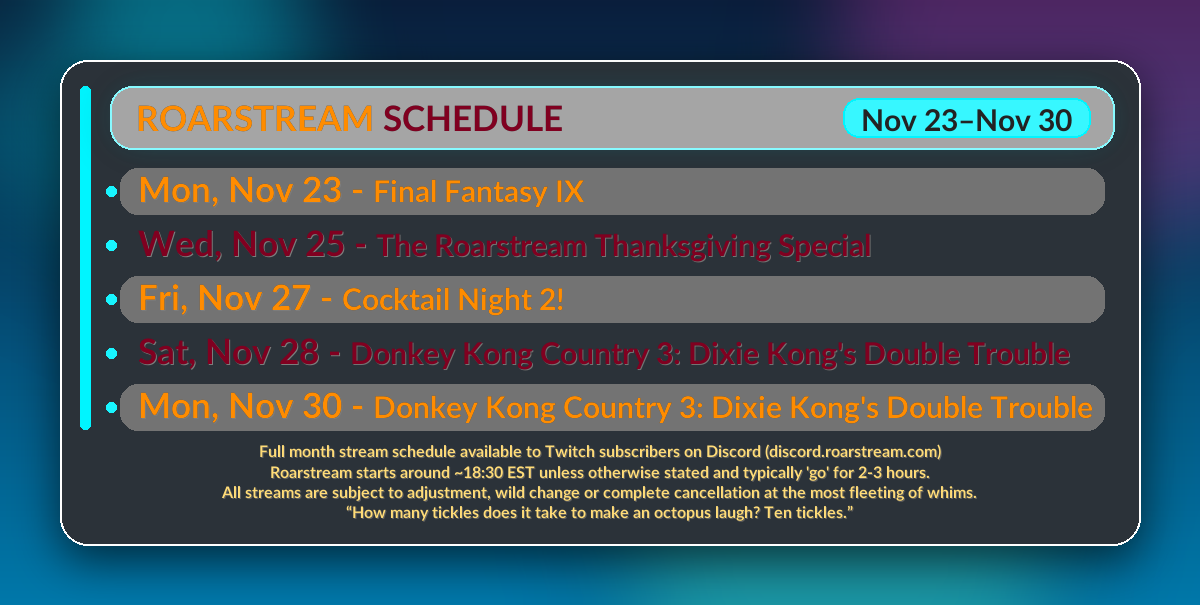 ROARSTREAM SCHEDULE
Nov 23–Nov 30
Mon, Nov 23 - Final Fantasy IX
Wed, Nov 25 - The Roarstream Thanksgiving Special
Fri, Nov 27 - Cocktail Night 2!
Sat, Nov 28 - Donkey Kong Country 3: Dixie Kong's Double Trouble
Mon, Nov 30 - Donkey Kong Country 3: Dixie Kong's Double Trouble
Full month stream schedule available to Twitch subscribers on Discord (discord.roarstream.com)
Roarstream starts around ~18:30 EST unless otherwise stated and typically 'go' for 2-3 hours.
All streams are subject to adjustment, wild change or complete cancellation at the most fleeting of whims.
“How many tickles does it take to make an octopus laugh? Ten tickles.”